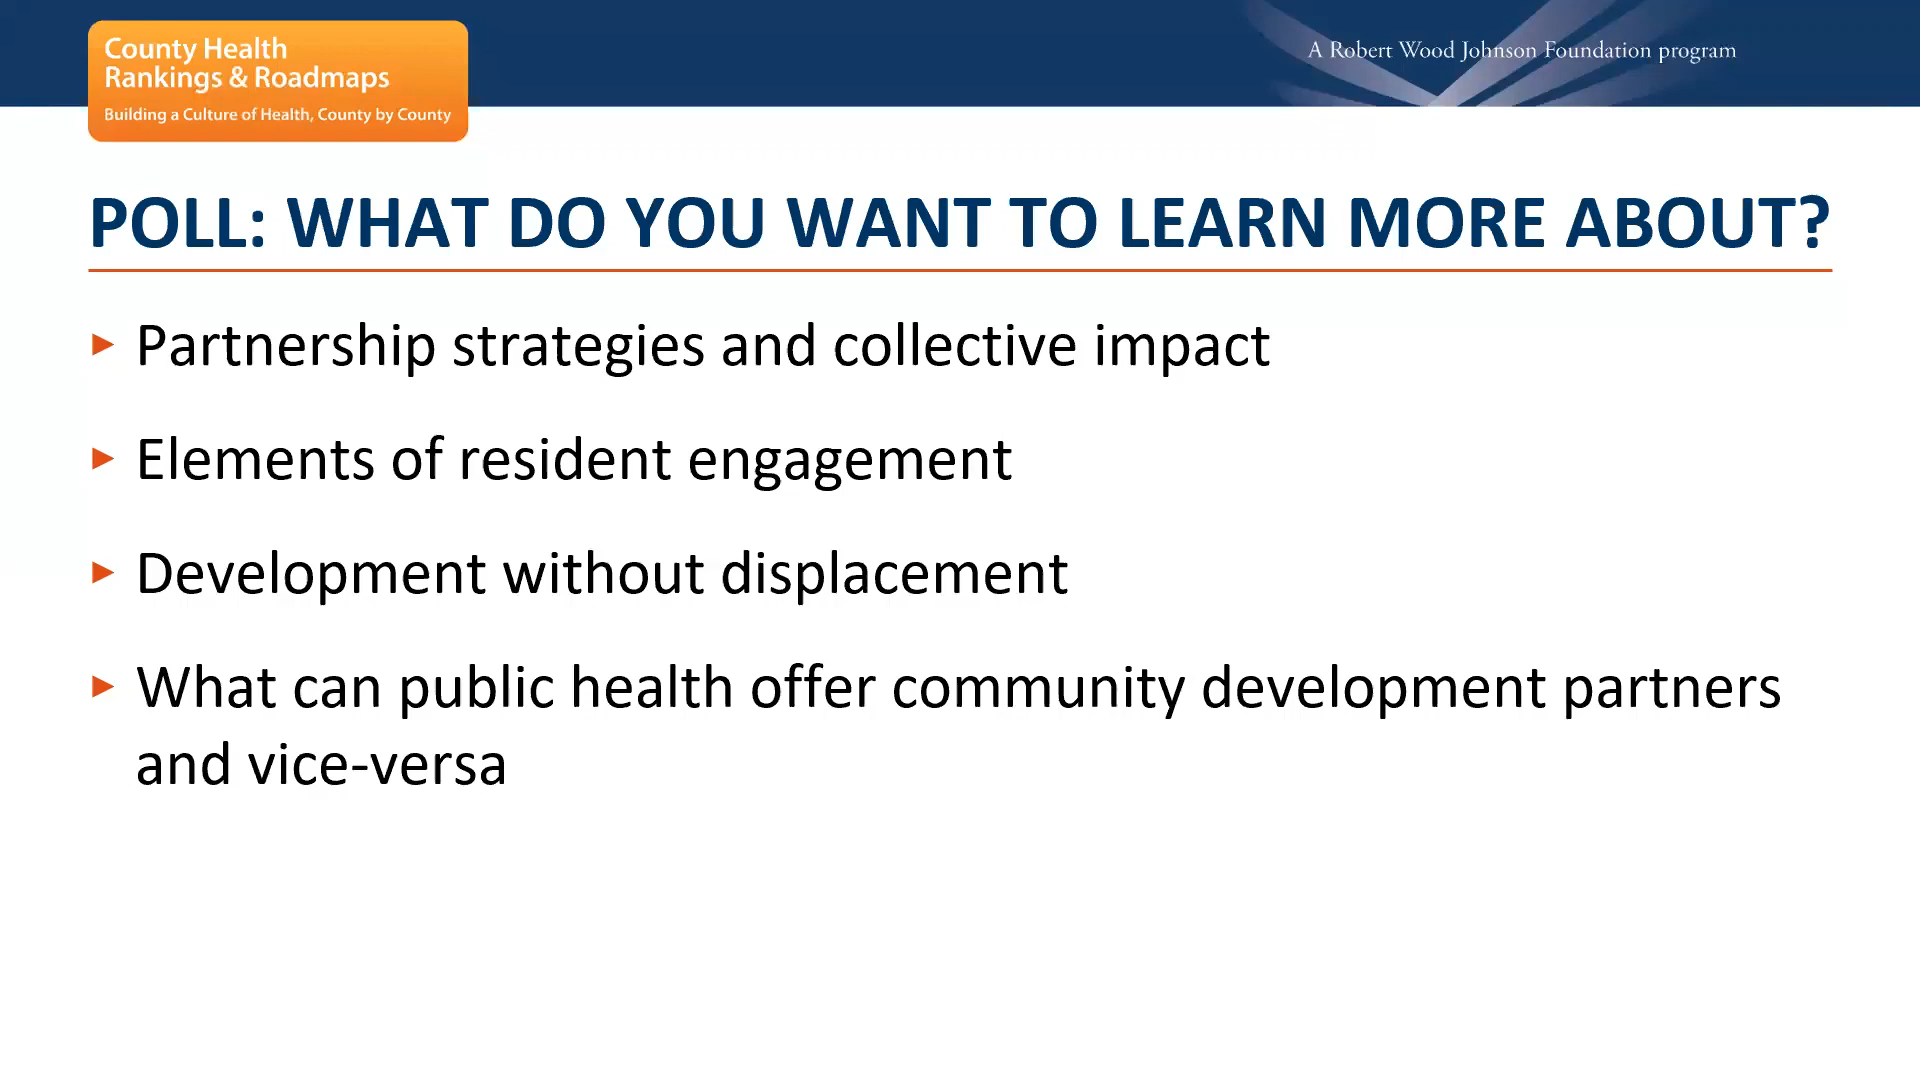 County Health
Rankings & Roadmaps
Building a Culture of Health, County by County
A Robert Wood Johnson Foundation program
POLL: WHAT DO YOU WANT TO LEARN MORE ABOUT?
Partnership strategies and collective impact
Elements of resident engagement
Development without displacement
What can public health offer community development partners
and vice-versa